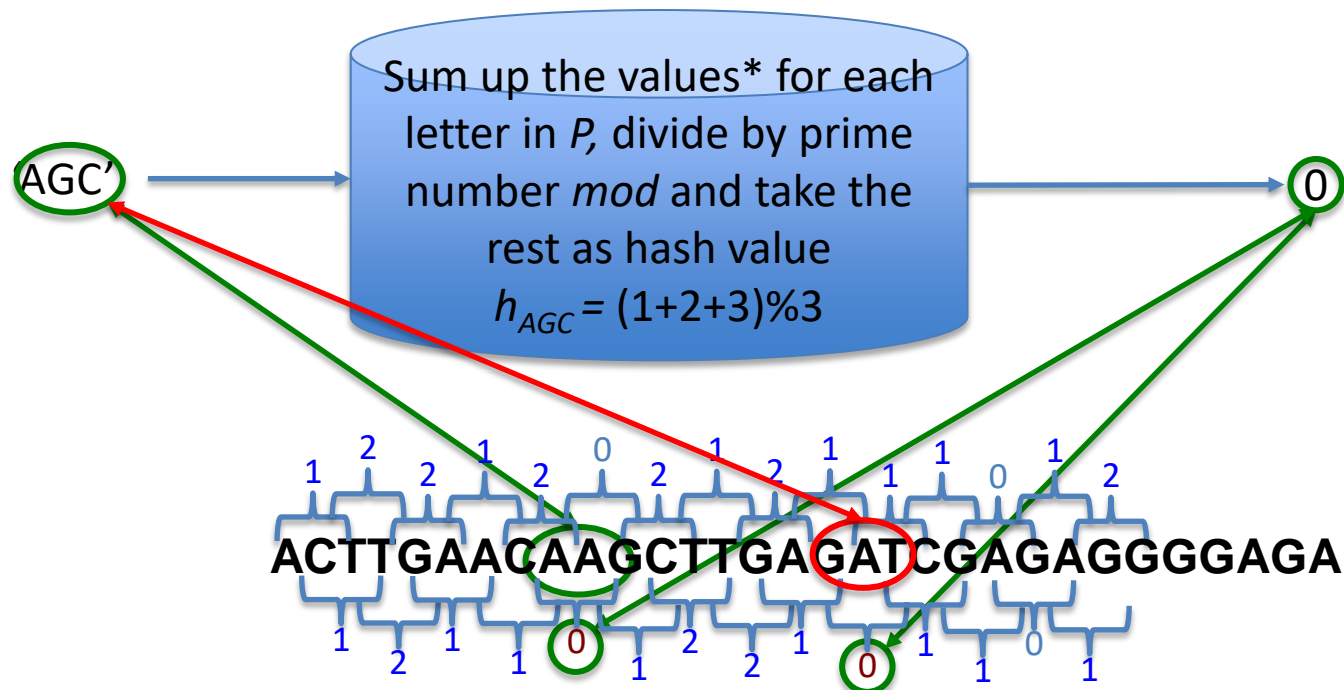 Sum up the values* for each
letter in P, divide by prime
‘AGC’
number mod and take the
0
rest as hash value
hAGC = (1+2+3)%3
1 2 2 1 2 0 2 1 2 1 1 1 0 1 2
ACTTGAACAAGCTTGAGATCGAGAGGGGAGA
1 2 1 1 0 1 2 2 1 0 1 1 0 1